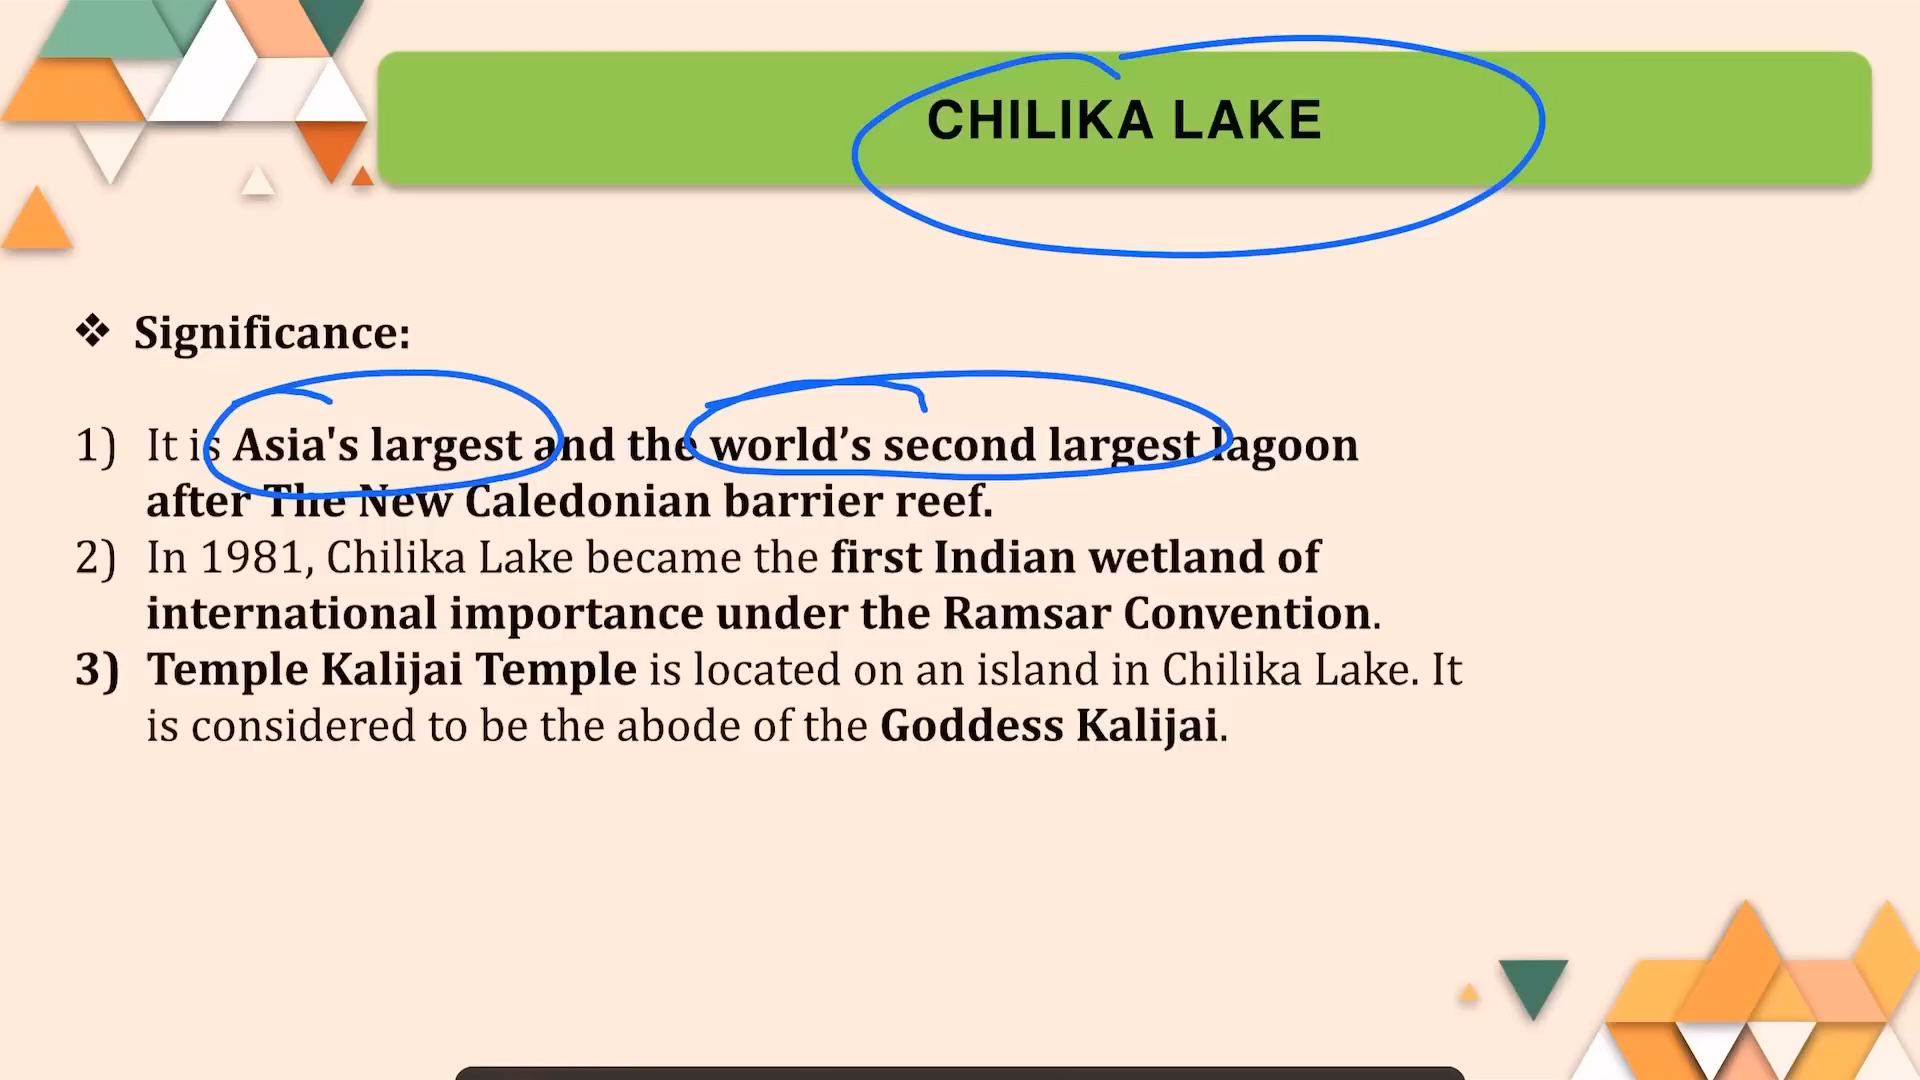 CHILIKA LAKE
❖ Significance:
1) It is Asia's largest and the world’s second largest lagoon
after The New Caledonian barrier reef.
2) In 1981, Chilika Lake became the first Indian wetland of
international importance under the Ramsar Convention.
3) Temple Kalijai Temple is located on an island in Chilika Lake. It
is considered to be the abode of the Goddess Kalijai.